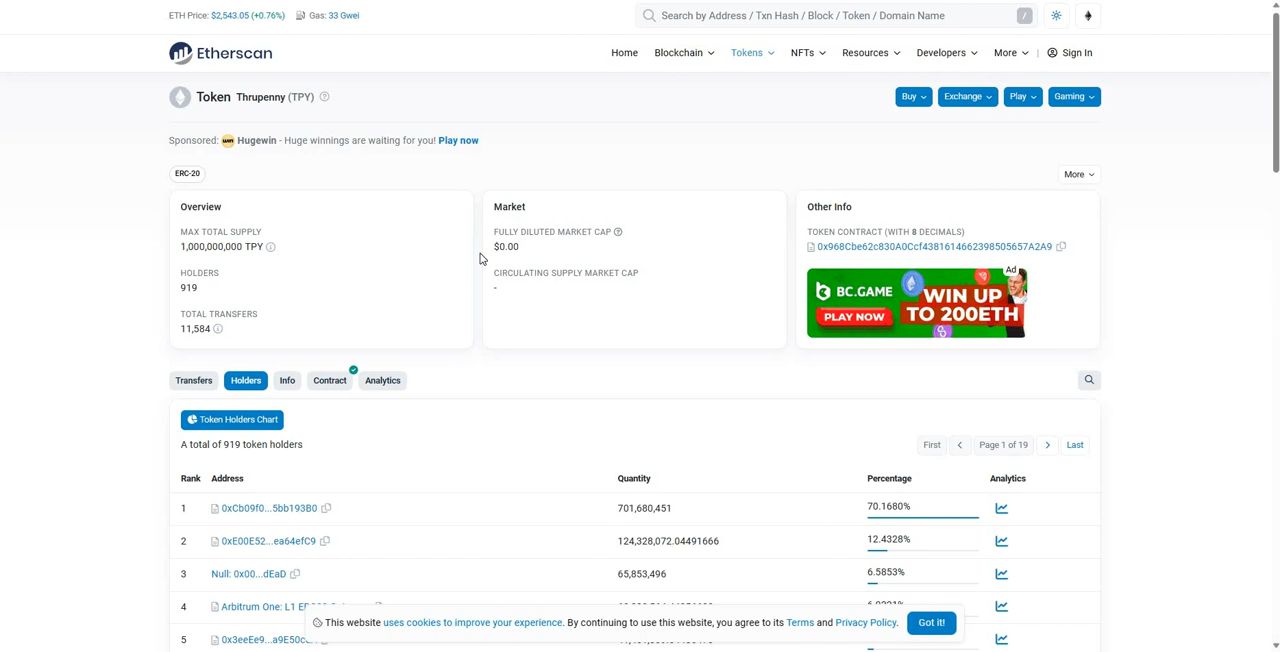 ETH Price: $2,543.05 (+0.76%) Gas: 33 Gwei
Search by Address / Txn Hash / Block / Token / Domain Name /
Etherscan
Home Blockchain Tokens NFTs Resources Developers More | Sign In
Token Thrupenny (TPY)
Buy Exchange Play Gaming
Sponsored: Hugewin - Huge winnings are waiting for you! Play now
ERC-20
More
Overview
MAX TOTAL SUPPLY
1,000,000,000 TPY
HOLDERS
919
TOTAL TRANSFERS
11,584
Market
FULLY DILUTED MARKET CAP
$0.00
CIRCULATING SUPPLY MARKET CAP
-
Other Info
TOKEN CONTRACT (WITH 8 DECIMALS)
0x968Cbe62c830A0Ccf4381614662398505657A2A9
Ad
BC.GAME
PLAY NOW
WIN UP
TO 200ETH
Transfers Holders Info Contract Analytics
Token Holders Chart
A total of 919 token holders
First Page 1 of 19 Last
Rank Address Quantity Percentage Analytics
1 0xCb09f0...5bb193B0 701,680,451 70.1680%
2 0xE00E52...ea64efC9 124,328,072.04491666 12.4328%
3 Null: 0x00...dEaD 65,853,496 6.5853%
4 Arbitrum One: L1
5 0x3eeEe9...a9E50
This website uses cookies to improve your experience. By continuing to use this website, you agree to its Terms and Privacy Policy. Got it!